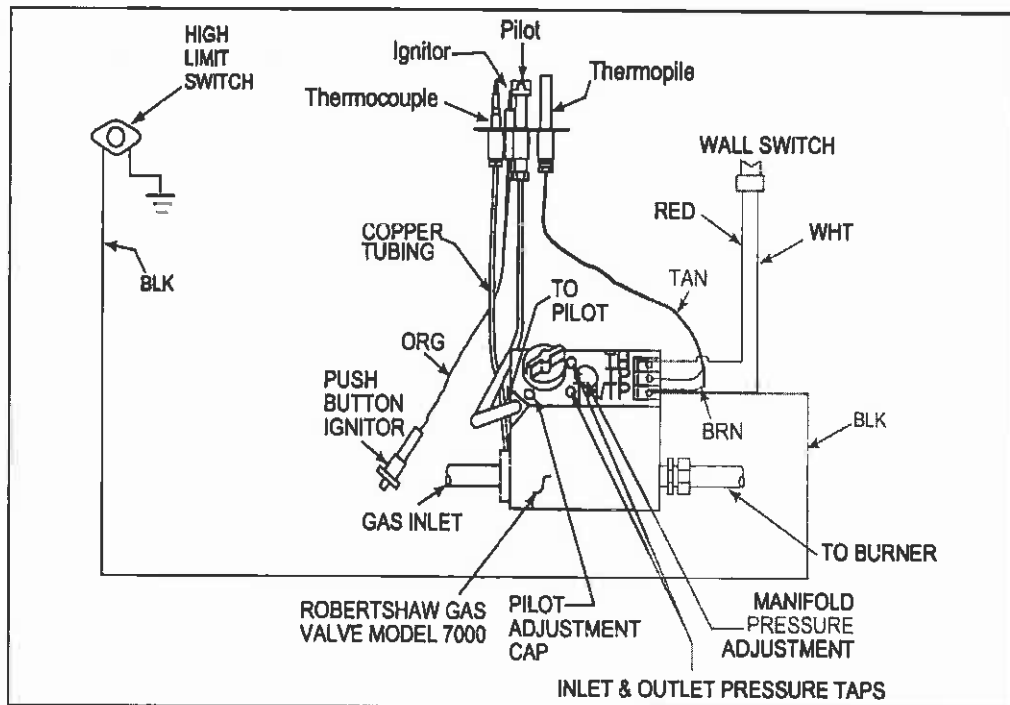 HIGH
LIMIT
SWITCH
Pilot
Ignitor
Thermopile
Thermocouple
WALL SWITCH
RED
WHT
COPPER
TUBING
TAN
BLK
TO
PILOT
ORG
PUSH
BUTTON
IGNITOR
BRN
BLK
GAS INLET
TO BURNER
ROBERTSHAW GAS
VALVE MODEL 7000
PILOT
ADJUSTMENT
CAP
MANIFOLD
PRESSURE
ADJUSTMENT
INLET & OUTLET PRESSURE TAPS